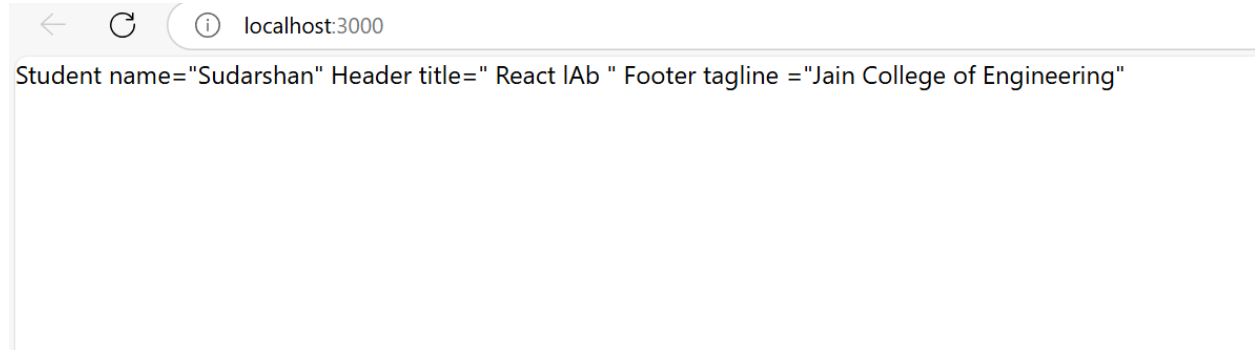 localhost:3000
Student name="Sudarshan" Header title=" React lAb " Footer tagline ="Jain College of Engineering"